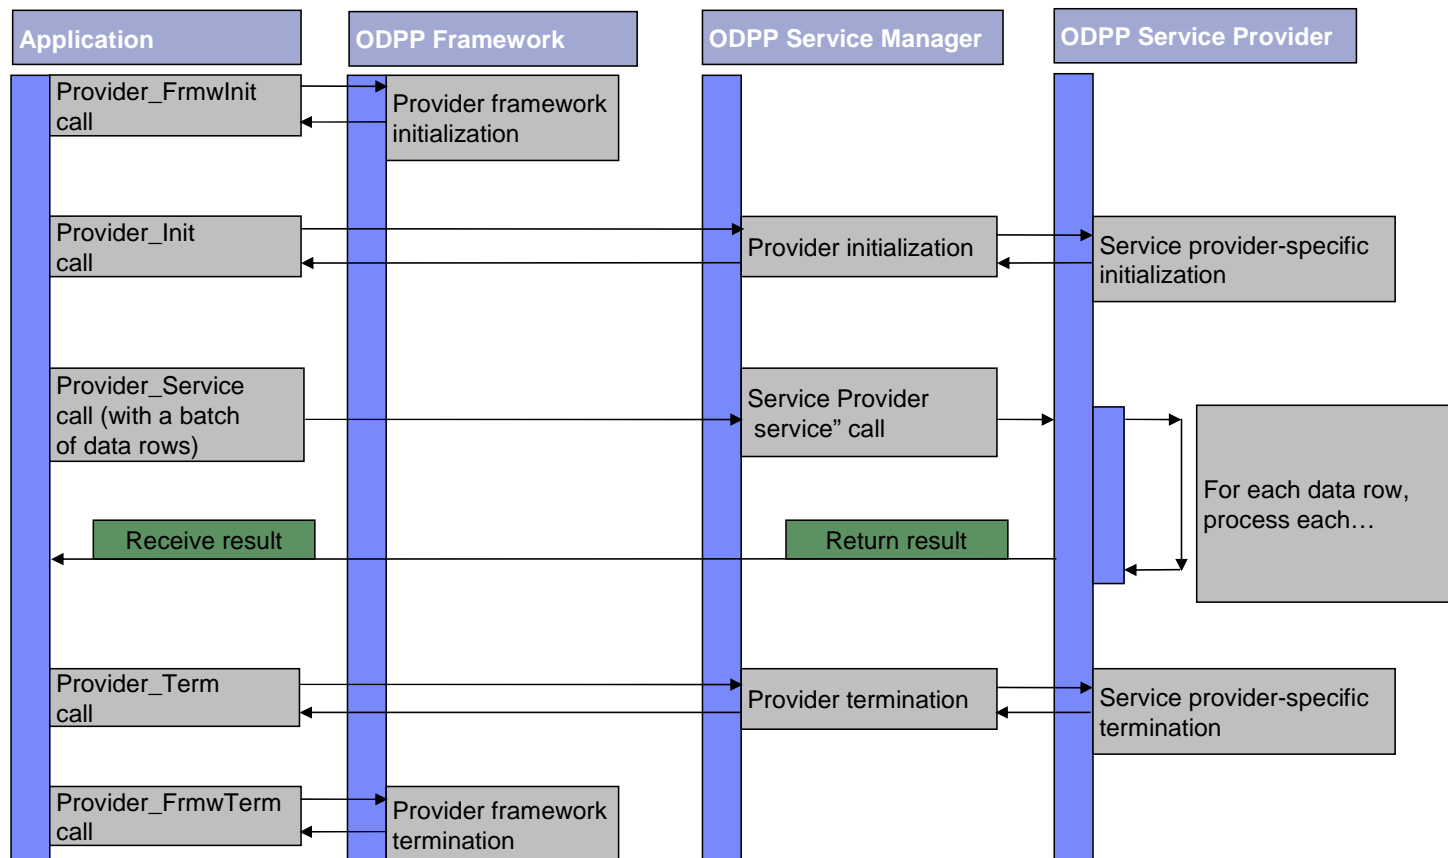 Application
ODPP Framework
ODPP Service Manager
ODPP Service Provider
Provider_FrmwInit
call
Provider framework
initialization
Provider_Init
call
Provider initialization
Service provider-specific
initialization
Provider_Service
call (with a batch
of data rows)
Service Provider
service” call
For each data row,
process each…
Receive result
Return result
Provider_Term
call
Provider termination
Service provider-specific
termination
Provider_FrmwTerm
call
Provider framework
termination